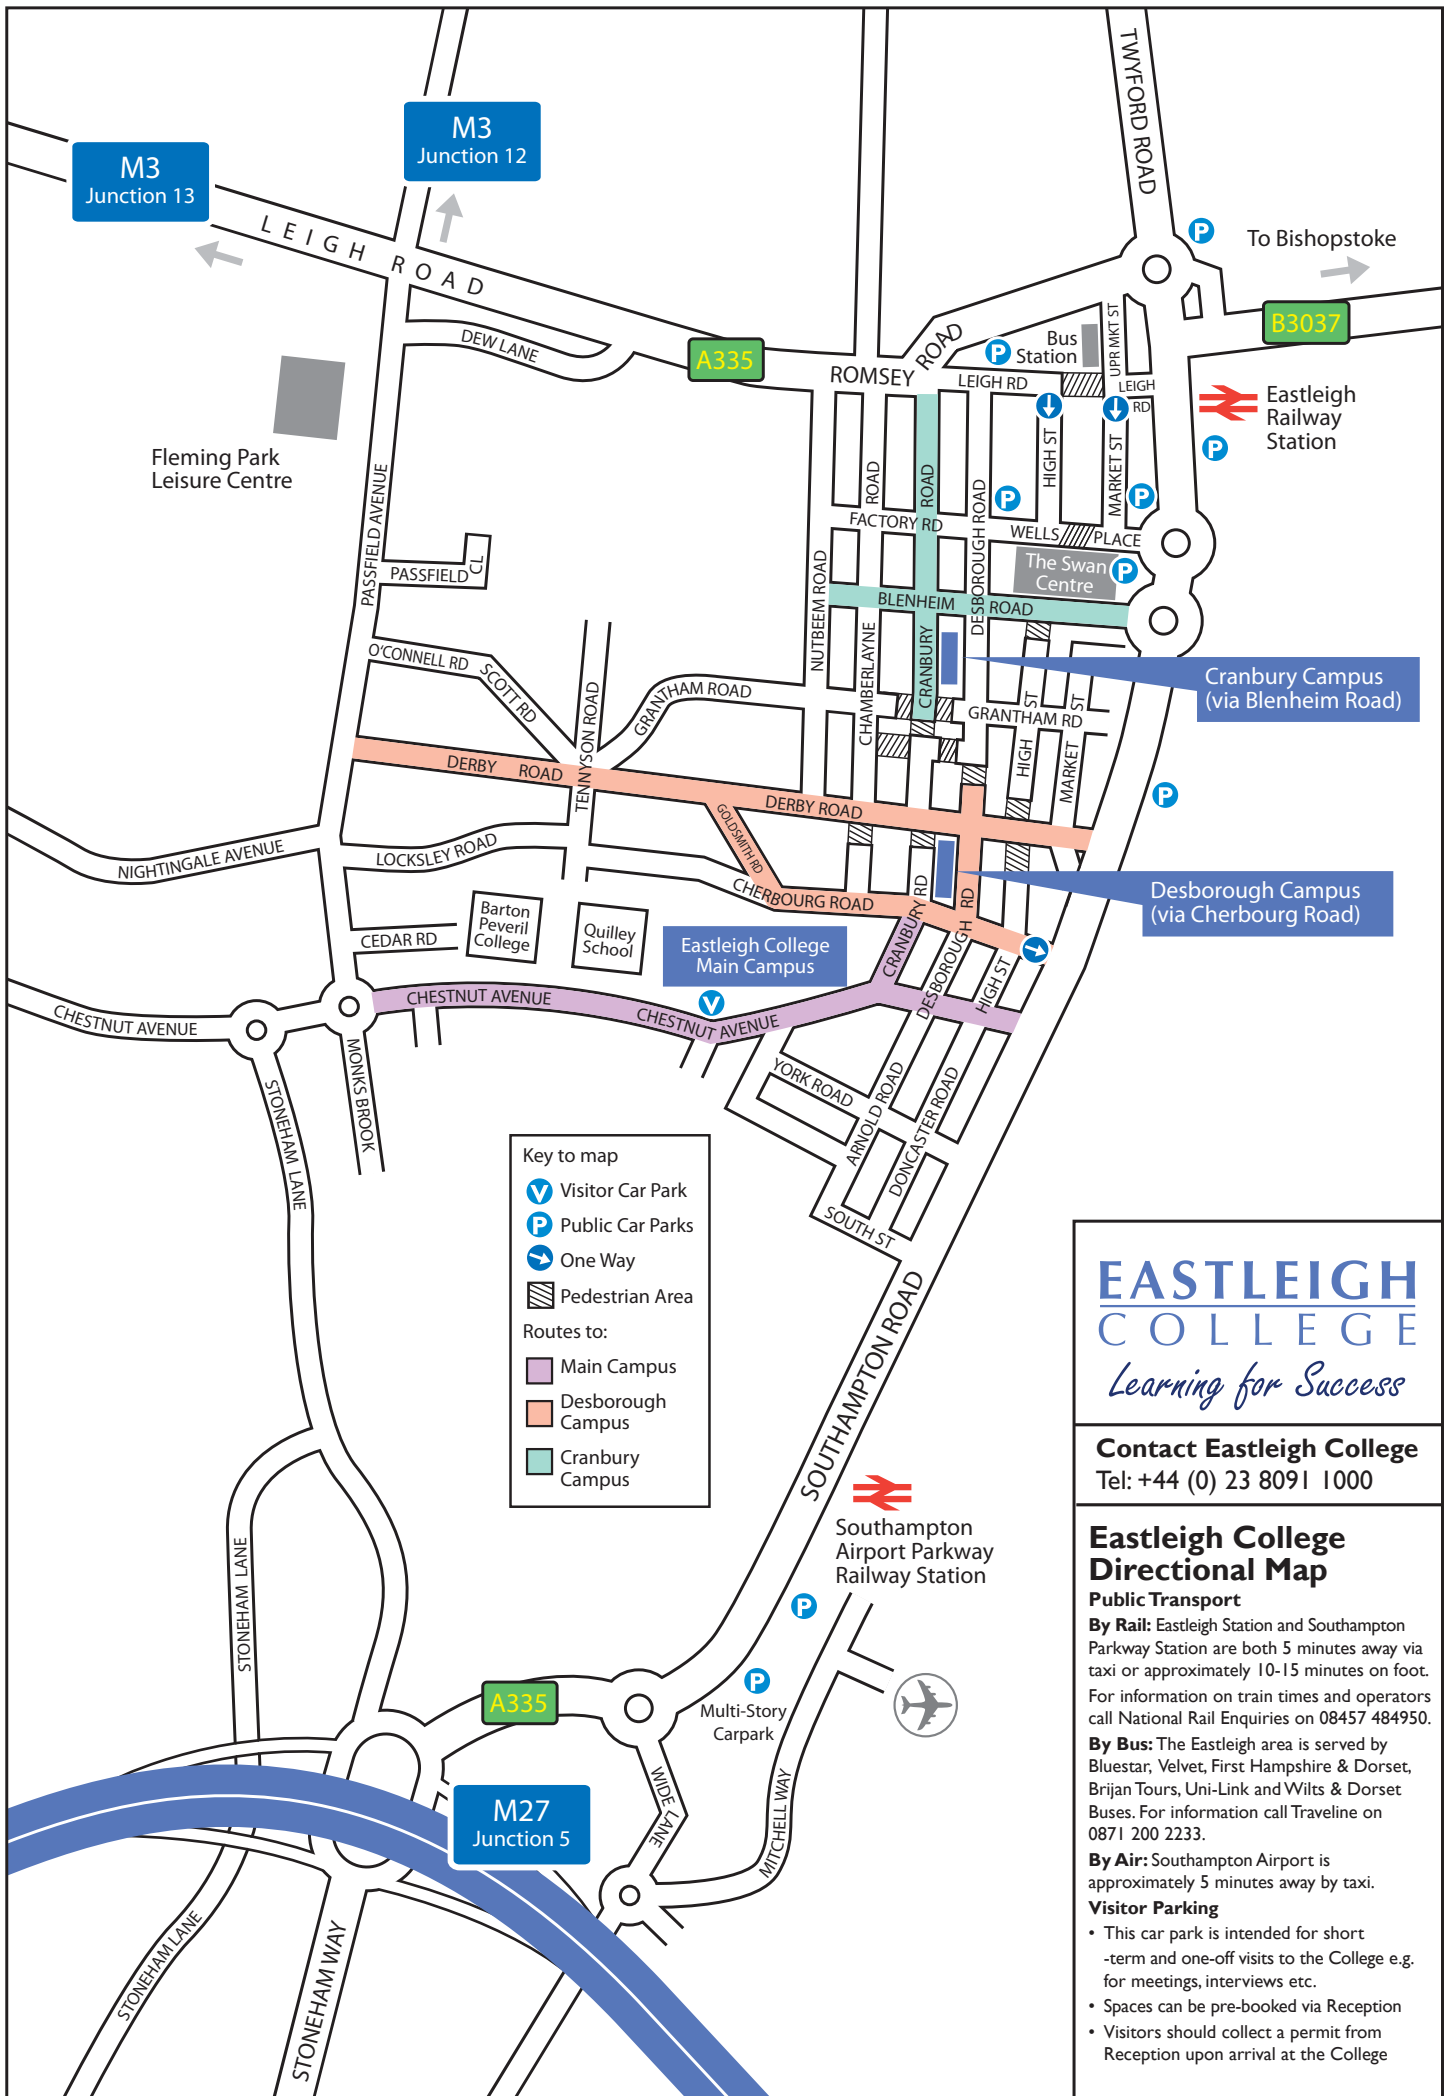 TWYFORD ROAD
M3
Junction 12
M3
Junction 13
LEIGH ROAD
P
To Bishopstoke
B3037
DEW LANE
A335
ROMSEY ROAD
P
Bus
Station
UPR MKT ST
LEIGH RD
LEIGH
RD
Eastleigh
Railway
Station
P
Fleming Park
Leisure Centre
PASSFIELD AVENUE
ROAD
ROAD
HIGH ST
MARKET ST
P
P
DESBOROUGH ROAD
FACTORY RD
WELLS PLACE
PASSFIELD CL
NUTBEEM ROAD
The Swan
Centre
P
BLENHEIM ROAD
CHAMBERLAYNE
CRANBURY
O'CONNELL RD
SCOTT RD
TENNYSON ROAD
GRANTHAM ROAD
Cranbury Campus
(via Blenheim Road)
GRANTHAM RD
HIGH ST
MARKET ST
DERBY ROAD
DERBY ROAD
P
GOLDSMITH RD
NIGHTINGALE AVENUE
LOCKSLEY ROAD
CHERBOURG ROAD
CRANBURY RD
DESBOROUGH RD
Desborough Campus
(via Cherbourg Road)
CEDAR RD
Barton
Peveril
College
Quilley
School
Eastleigh College
Main Campus
HIGH ST
CHESTNUT AVENUE
CHESTNUT AVENUE
V
CHESTNUT AVENUE
MONKS BROOK
STONEHAM LANE
YORK ROAD
ARNOLD ROAD
DONCASTER ROAD
SOUTH ST
Key to map
V Visitor Car Park
P Public Car Parks
One Way
Pedestrian Area
Routes to:
Main Campus
Desborough
Campus
Cranbury
Campus
SOUTHAMPTON ROAD
Southampton
Airport Parkway
Railway Station
P
STONEHAM LANE
A335
P
Multi-Story
Carpark
WIDE LANE
MITCHELL WAY
M27
Junction 5
STONEHAM LANE
STONEHAM WAY
EASTLEIGH
COLLEGE
Learning for Success
Contact Eastleigh College
Tel: +44 (0) 23 8091 1000
Eastleigh College
Directional Map
Public Transport
By Rail: Eastleigh Station and Southampton
Parkway Station are both 5 minutes away via
taxi or approximately 10-15 minutes on foot.
For information on train times and operators
call National Rail Enquiries on 08457 484950.
By Bus: The Eastleigh area is served by
Bluestar, Velvet, First Hampshire & Dorset,
Brijan Tours, Uni-Link and Wilts & Dorset
Buses. For information call Traveline on
0871 200 2233.
By Air: Southampton Airport is
approximately 5 minutes away by taxi.
Visitor Parking
• This car park is intended for short
-term and one-off visits to the College e.g.
for meetings, interviews etc.
• Spaces can be pre-booked via Reception
• Visitors should collect a permit from
Reception upon arrival at the College